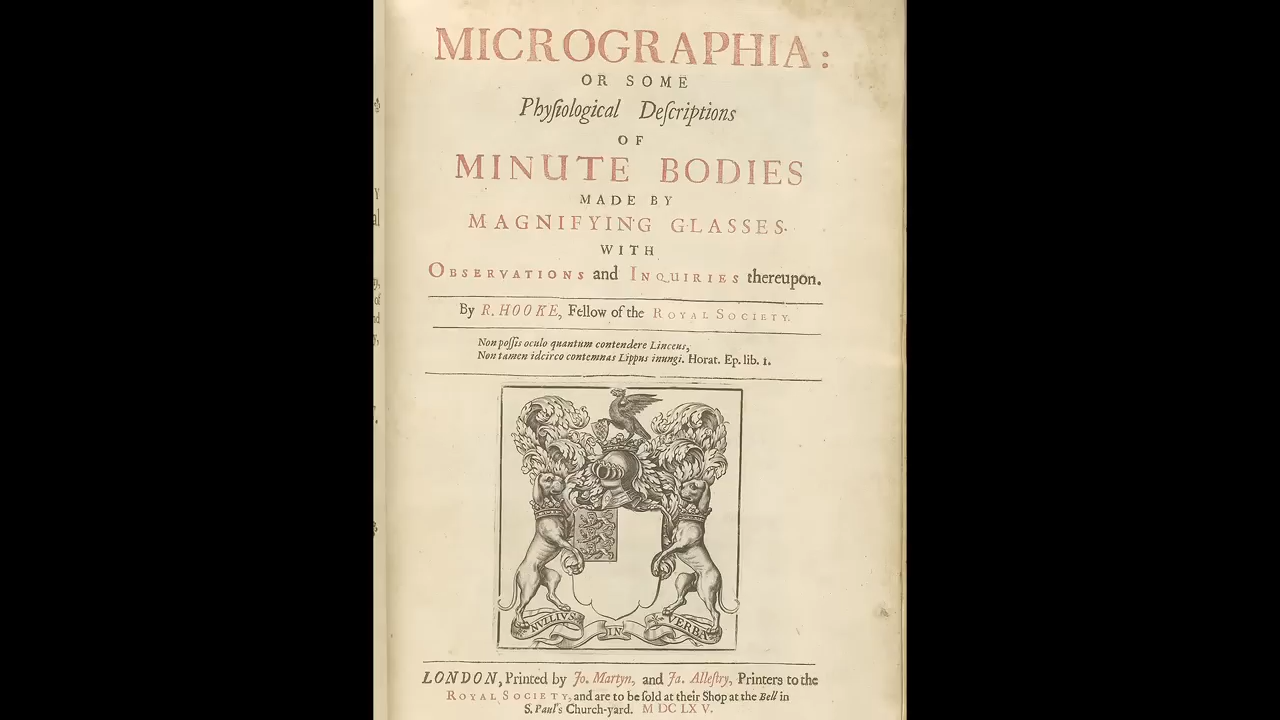 MICROGRAPHIA:
OR SOME
Phyſiological Deſcriptions
OF
MINUTE BODIES
MADE BY
MAGNIFYING GLASSES.
WITH
OBSERVATIONS and INQUIRIES thereupon.
By R. HOOKE, Fellow of the ROYAL SOCIETY.
Non poſſis oculo quantum contendere Linceus,
Non tamen idcirco contemnas Lippus inungi. Horat. Ep. lib. 1.
NULLIUS IN VERBA
LONDON, Printed by Jo. Martyn, and Ja. Alleſtry, Printers to the
ROYAL SOCIETY, and are to be ſold at their Shop at the Bell in
S. Paul's Church-yard. M DC LX V.